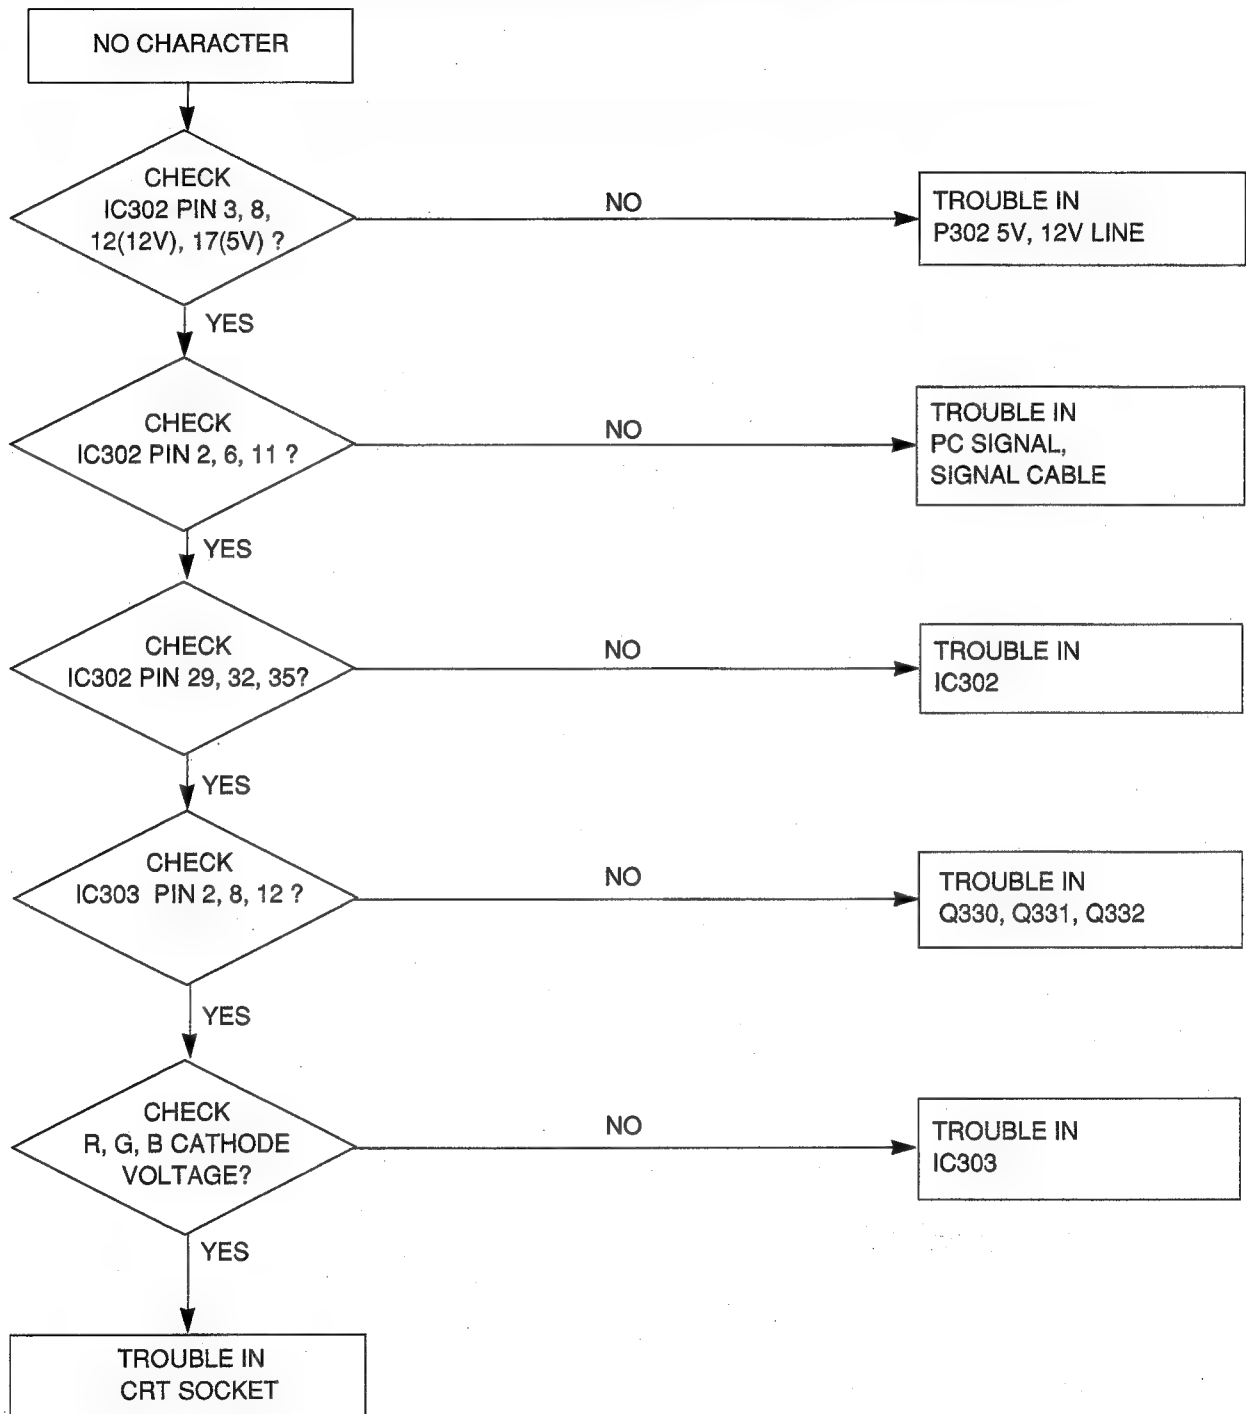 NO CHARACTER
CHECK
IC302 PIN 3, 8,
12(12V), 17(5V) ?
NO
TROUBLE IN
P302 5V, 12V LINE
YES
CHECK
IC302 PIN 2, 6, 11 ?
NO
TROUBLE IN
PC SIGNAL,
SIGNAL CABLE
YES
CHECK
IC302 PIN 29, 32, 35?
NO
TROUBLE IN
IC302
YES
CHECK
IC303 PIN 2, 8, 12 ?
NO
TROUBLE IN
Q330, Q331, Q332
YES
CHECK
R, G, B CATHODE
VOLTAGE?
NO
TROUBLE IN
IC303
YES
TROUBLE IN
CRT SOCKET